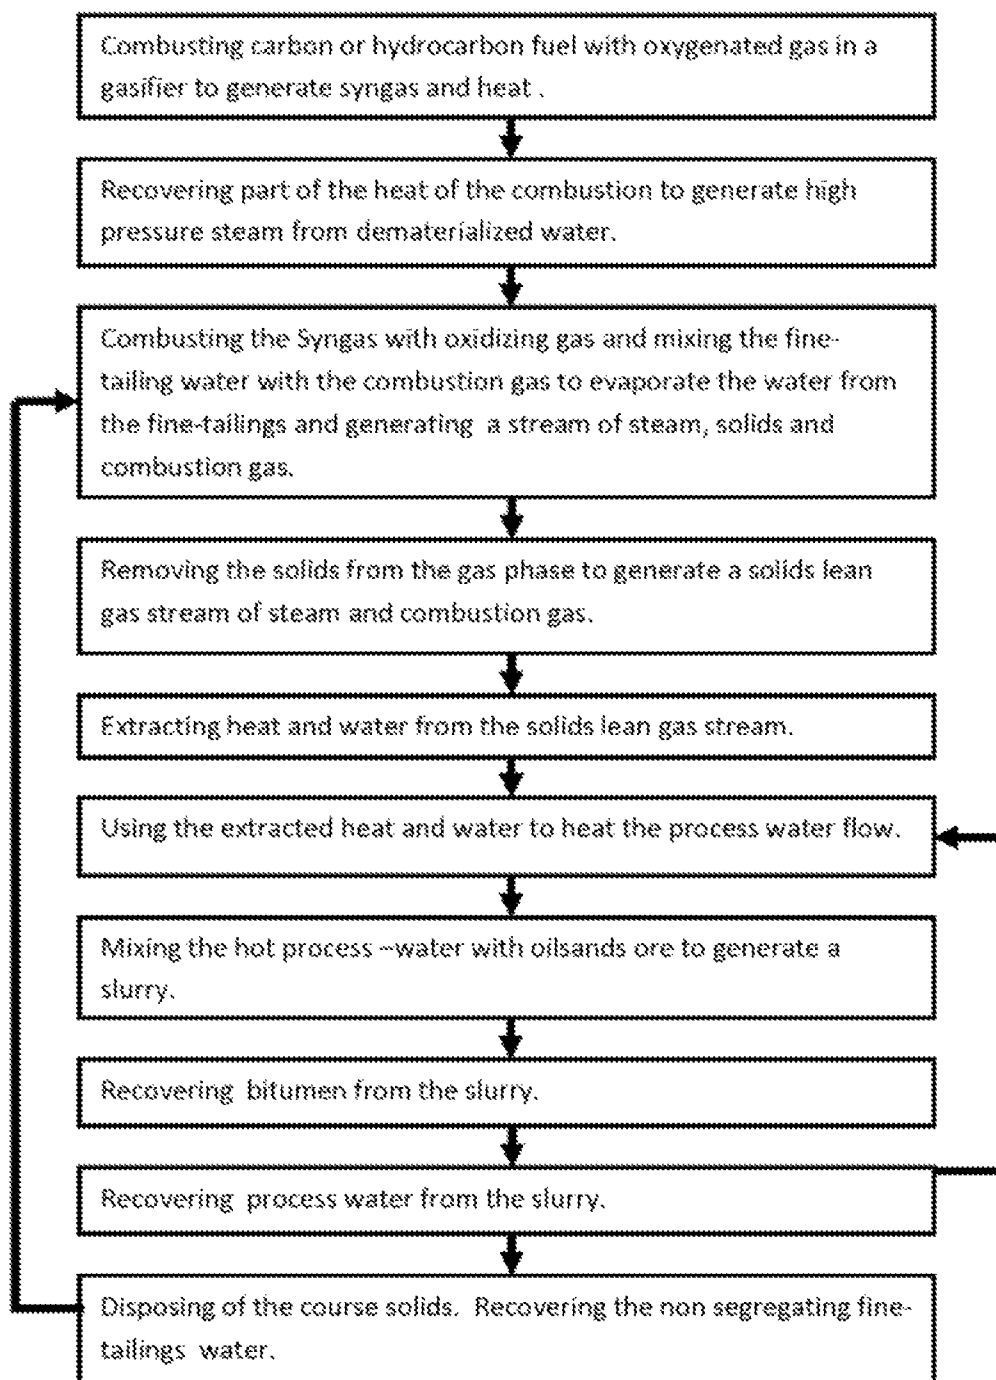 Combusting carbon or hydrocarbon fuel with oxygenated gas in a
gasifier to generate syngas and heat .
Recovering part of the heat of the combustion to generate high
pressure steam from dematerialized water.
Combusting the Syngas with oxidizing gas and mixing the fine-
tailing water with the combustion gas to evaporate the water from
the fine-tailings and generating a stream of steam, solids and
combustion gas.
Removing the solids from the gas phase to generate a solids lean
gas stream of steam and combustion gas.
Extracting heat and water from the solids lean gas stream.
Using the extracted heat and water to heat the process water flow.
Mixing the hot process –water with oilsands ore to generate a
slurry.
Recovering bitumen from the slurry.
Recovering process water from the slurry.
Disposing of the course solids. Recovering the non segregating fine-
tailings water.